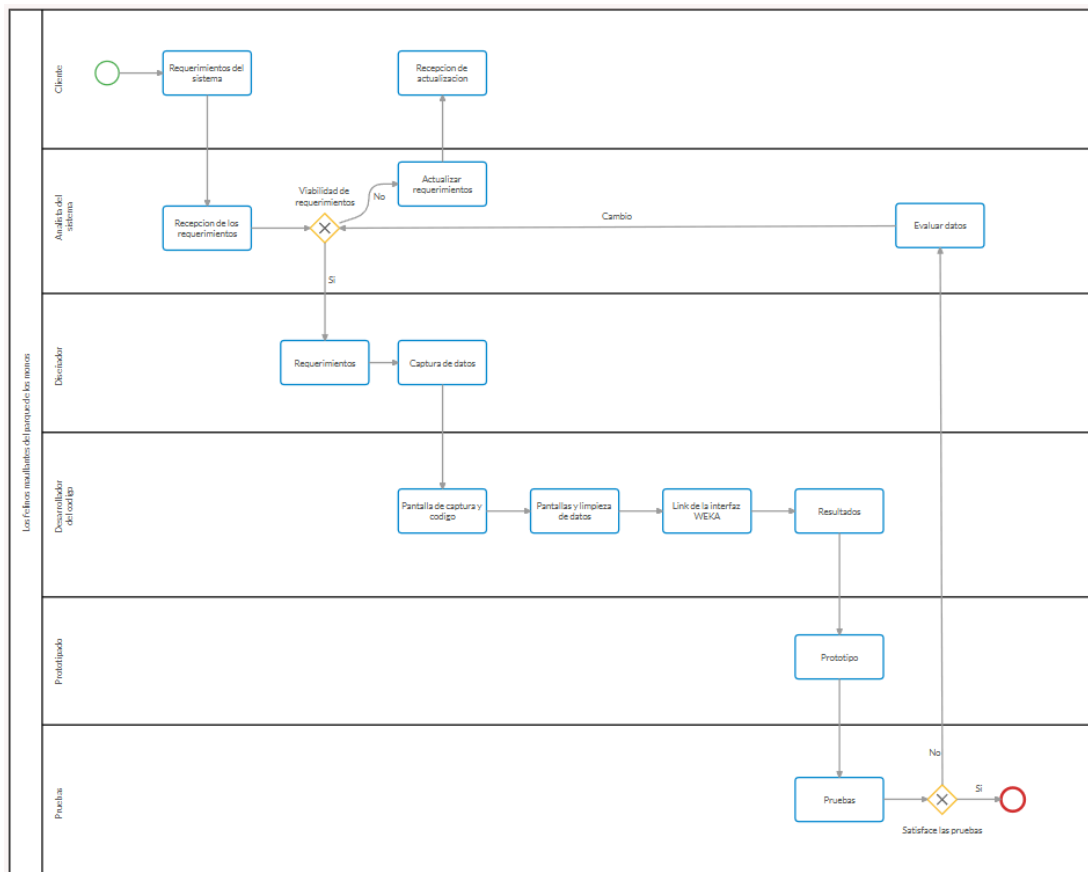 Los felinos maullantes del parque de los monos
Cliente
Requerimientos del
sistema
Recepcion de
actualizacion
Analista del
sistema
Recepcion de los
requerimientos
Viabilidad de
requerimientos
No
Actualizar
requerimientos
Cambio
Evaluar datos
Si
Diseñador
Requerimientos
Captura de datos
Desarrollador
del codigo
Pantalla de captura y
codigo
Pantallas y limpieza
de datos
Link de la interfaz
WEKA
Resultados
Prototipado
Prototipo
Pruebas
Pruebas
No
Si
Satisface las pruebas